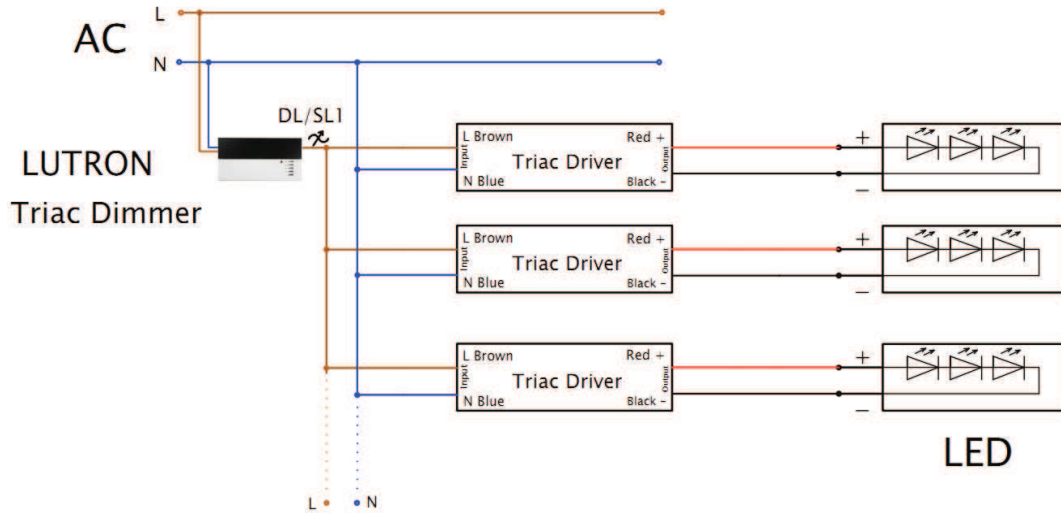 L
AC
N
DL/SL1
LUTRON
Triac Dimmer
L Brown
Red +
Input
Triac Driver
Output
N Blue
Black -
+
−
L Brown
Red +
Input
Triac Driver
Output
N Blue
Black -
+
−
L Brown
Red +
Input
Triac Driver
Output
N Blue
Black -
+
−
LED
L
N